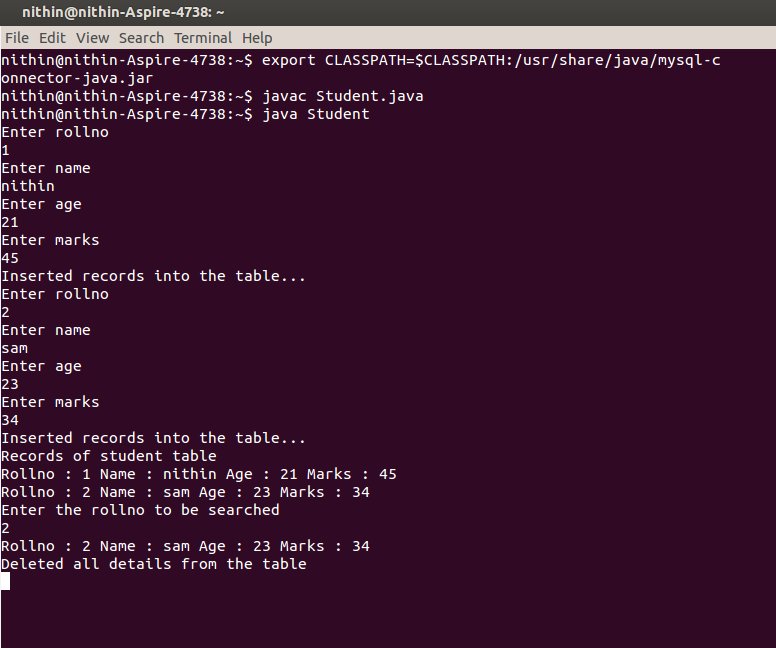 nithin@nithin-Aspire-4738: ~
File Edit View Search Terminal Help
nithin@nithin-Aspire-4738:~$ export CLASSPATH=$CLASSPATH:/usr/share/java/mysql-c
onnector-java.jar
nithin@nithin-Aspire-4738:~$ javac Student.java
nithin@nithin-Aspire-4738:~$ java Student
Enter rollno
1
Enter name
nithin
Enter age
21
Enter marks
45
Inserted records into the table...
Enter rollno
2
Enter name
sam
Enter age
23
Enter marks
34
Inserted records into the table...
Records of student table
Rollno : 1 Name : nithin Age : 21 Marks : 45
Rollno : 2 Name : sam Age : 23 Marks : 34
Enter the rollno to be searched
2
Rollno : 2 Name : sam Age : 23 Marks : 34
Deleted all details from the table